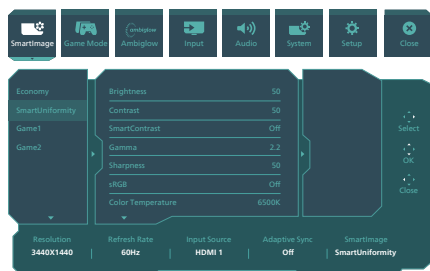 ambiglow
SmartImage Game Mode Ambiglow Input Audio System Setup Close
Economy
SmartUniformity
Game1
Game2
Brightness 50
Contrast 50
SmartContrast Off
Gamma 2.2
Sharpness 50
sRGB Off
Color Temperature 6500K
Select
OK
Close
Resolution Refresh Rate Input Source Adaptive Sync SmartImage
3440X1440 | 60Hz | HDMI 1 | Off | SmartUniformity